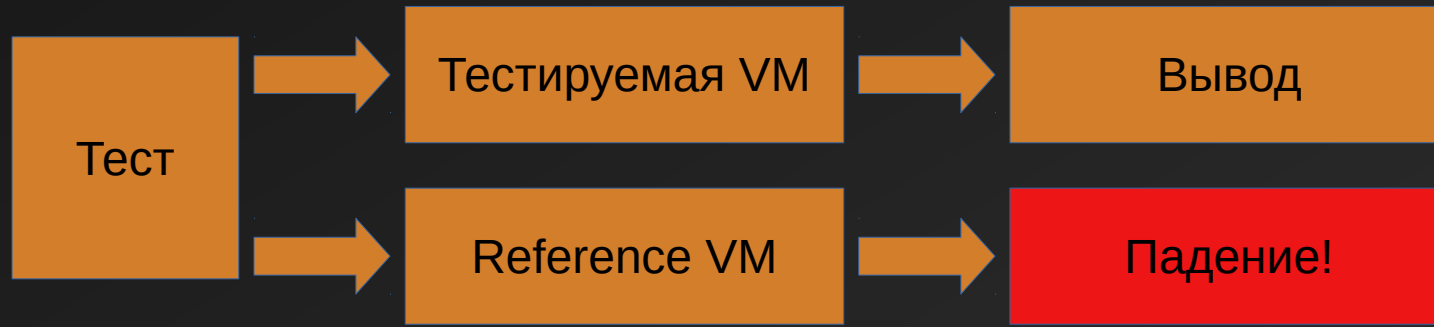 Тест
Тестируемая VM
Вывод
Reference VM
Падение!